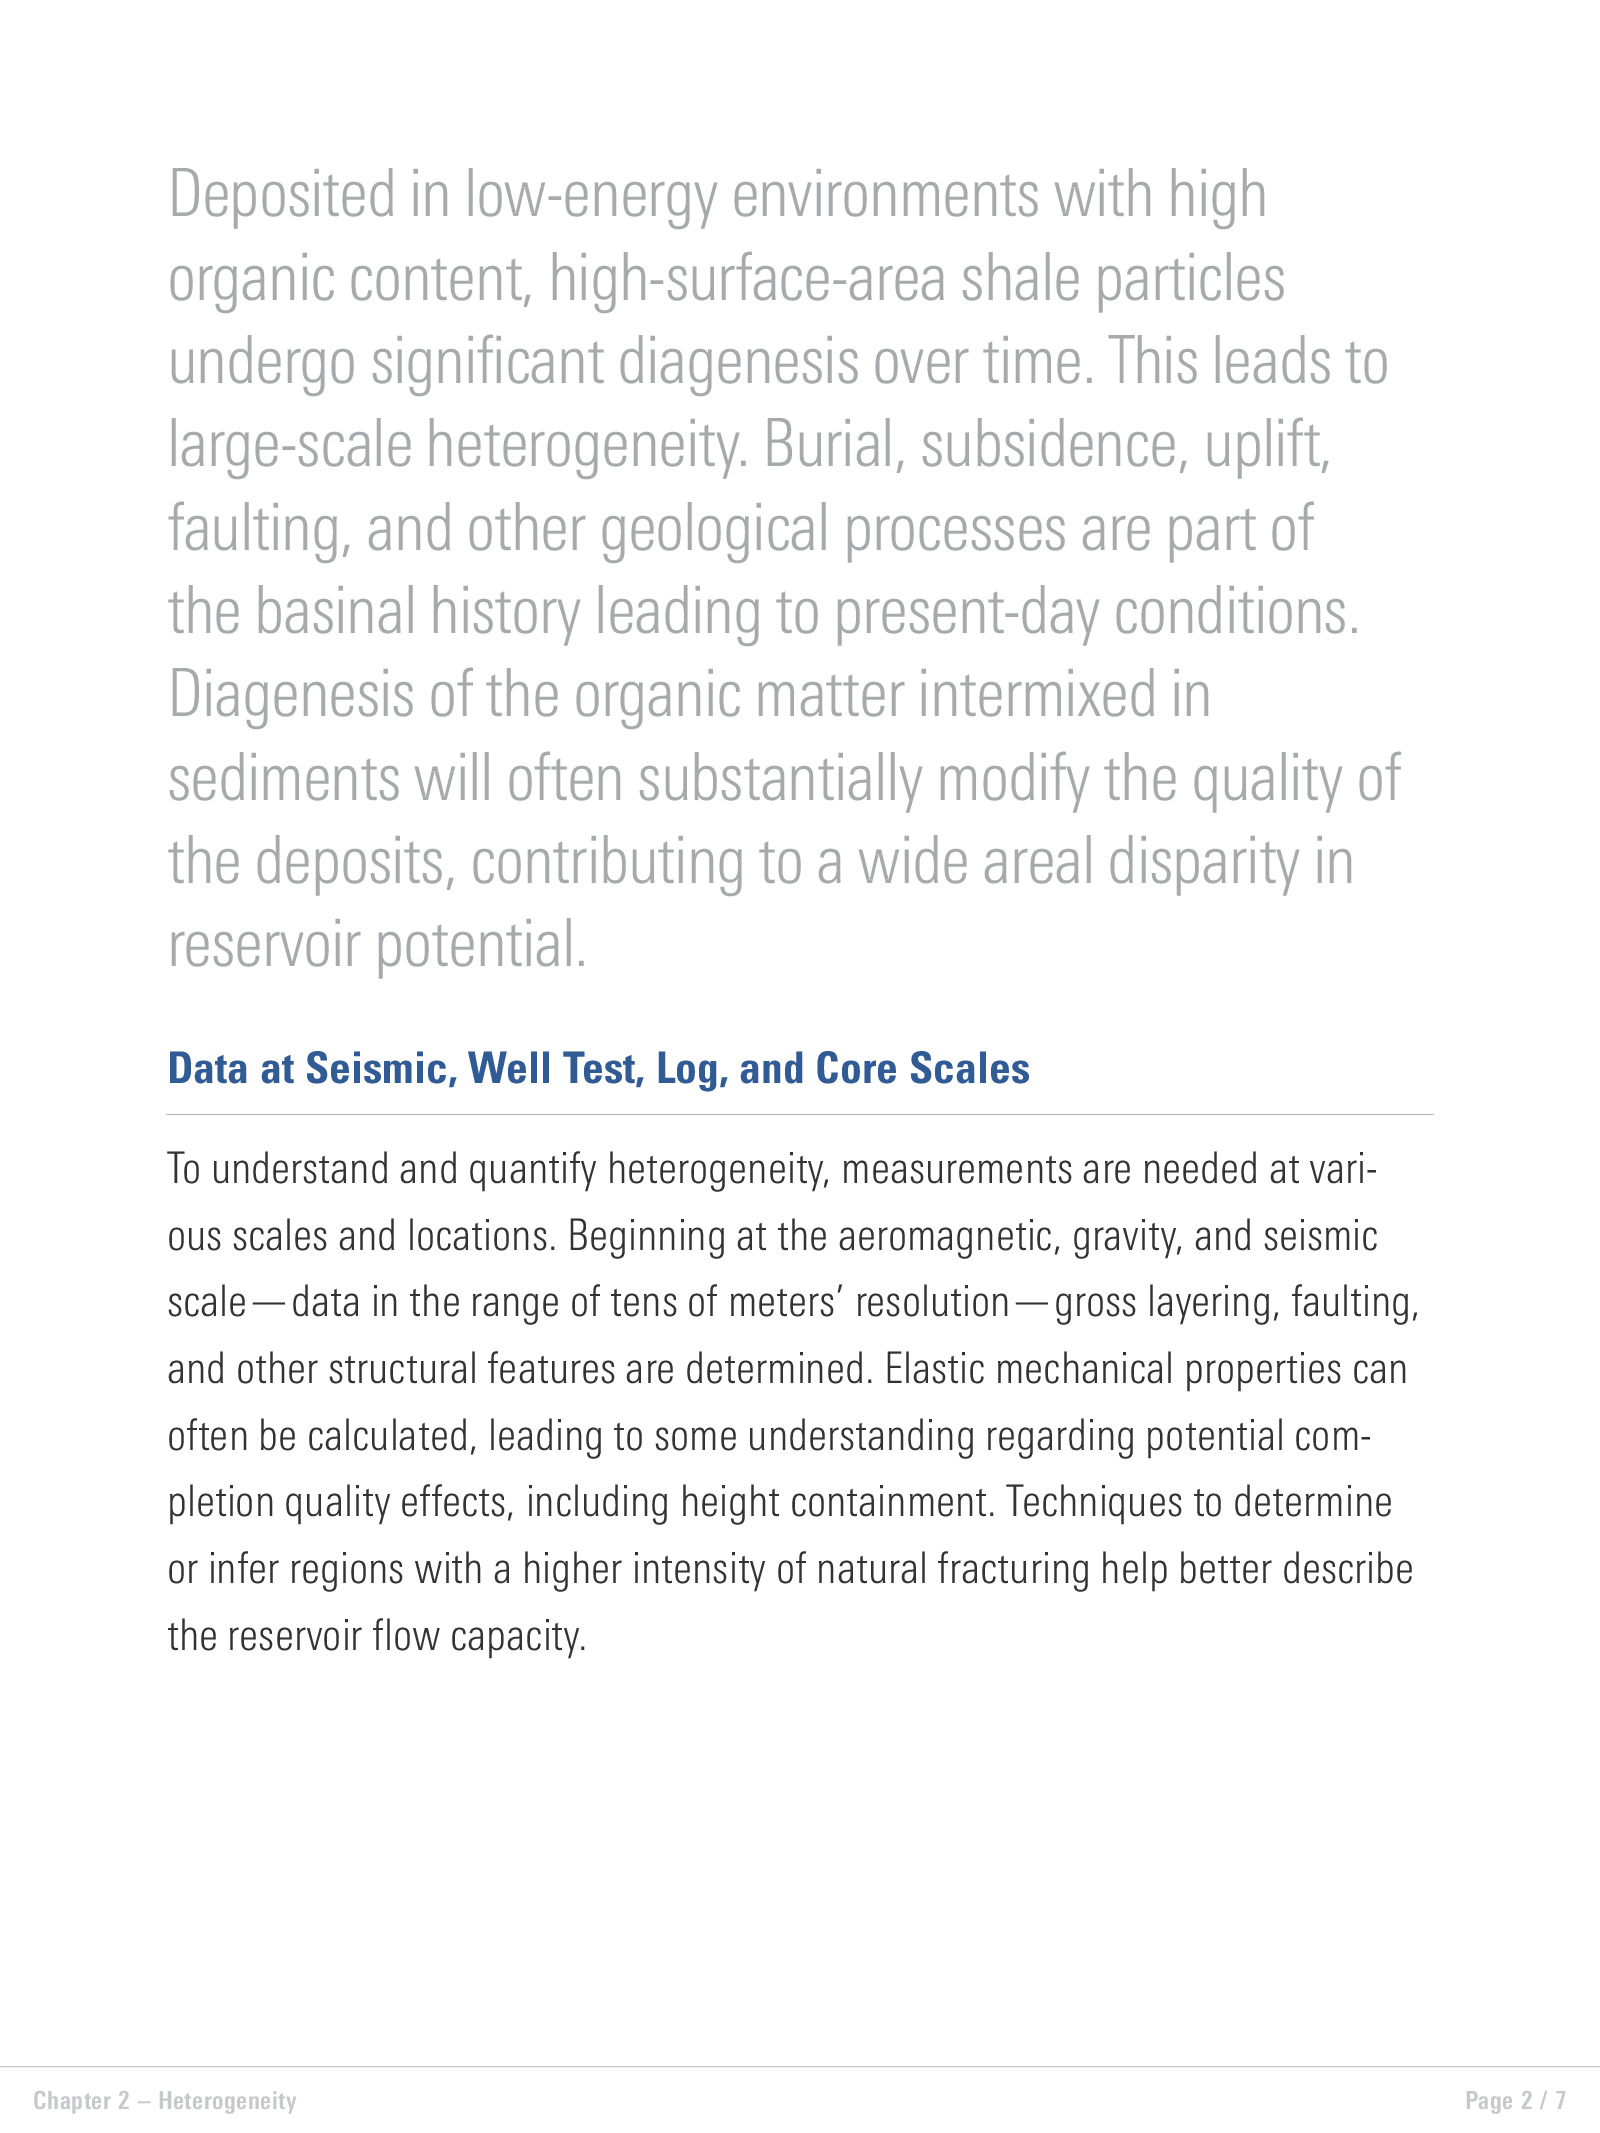 Deposited in low-energy environments with high
organic content, high-surface-area shale particles
undergo significant diagenesis over time. This leads to
large-scale heterogeneity. Burial, subsidence, uplift,
faulting, and other geological processes are part of
the basinal history leading to present-day conditions.
Diagenesis of the organic matter intermixed in
sediments will often substantially modify the quality of
the deposits, contributing to a wide areal disparity in
reservoir potential.
Data at Seismic, Well Test, Log, and Core Scales
To understand and quantify heterogeneity, measurements are needed at vari-
ous scales and locations. Beginning at the aeromagnetic, gravity, and seismic
scale — data in the range of tens of meters’ resolution — gross layering, faulting,
and other structural features are determined. Elastic mechanical properties can
often be calculated, leading to some understanding regarding potential com-
pletion quality effects, including height containment. Techniques to determine
or infer regions with a higher intensity of natural fracturing help better describe
the reservoir flow capacity.
Chapter 2 – Heterogeneity
Page 2 / 7